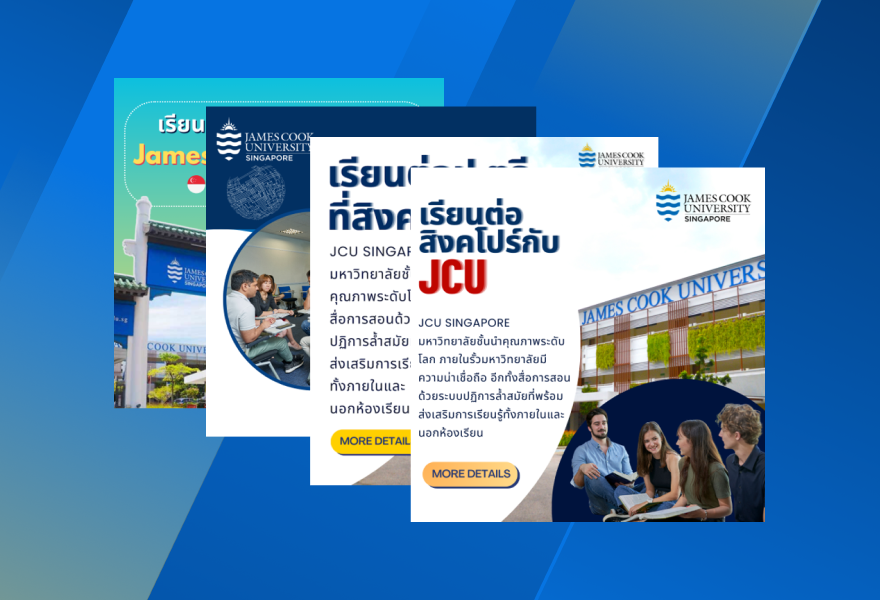 เรียน
James
JAMES COOK
UNIVERSITY
SINGAPORE
JAMES COOK
UNIVERSITY
SINGAPORE
เรียนต่อ
ที่สิงค
JCU SINGAP
มหาวิทยาลัยชั้
คุณภาพระดับโ
สื่อการสอนด้ว
ปฏิการล้ำสมัย
ส่งเสริมการเรี
ทั้งภายในและ
นอกห้องเรียน
MORE DETAIL
JAMES COOK
UNIVERSITY
JAMES COOK
UNIVERSITY
SINGAPORE
เรียนต่อ
สิงคโปร์กับ
JCU
JCU SINGAPORE
มหาวิทยาลัยชั้นนำคุณภาพระดับ
โลก ภายในรั้วมหาวิทยาลัยมี
ความน่าเชื่อถือ อีกทั้งสื่อการสอน
ด้วยระบบปฏิการล้ำสมัยที่พร้อม
ส่งเสริมการเรียนรู้ทั้งภายในและ
นอกห้องเรียน
MORE DETAILS
JAMES COOK UNIVERS
COOK UNIV